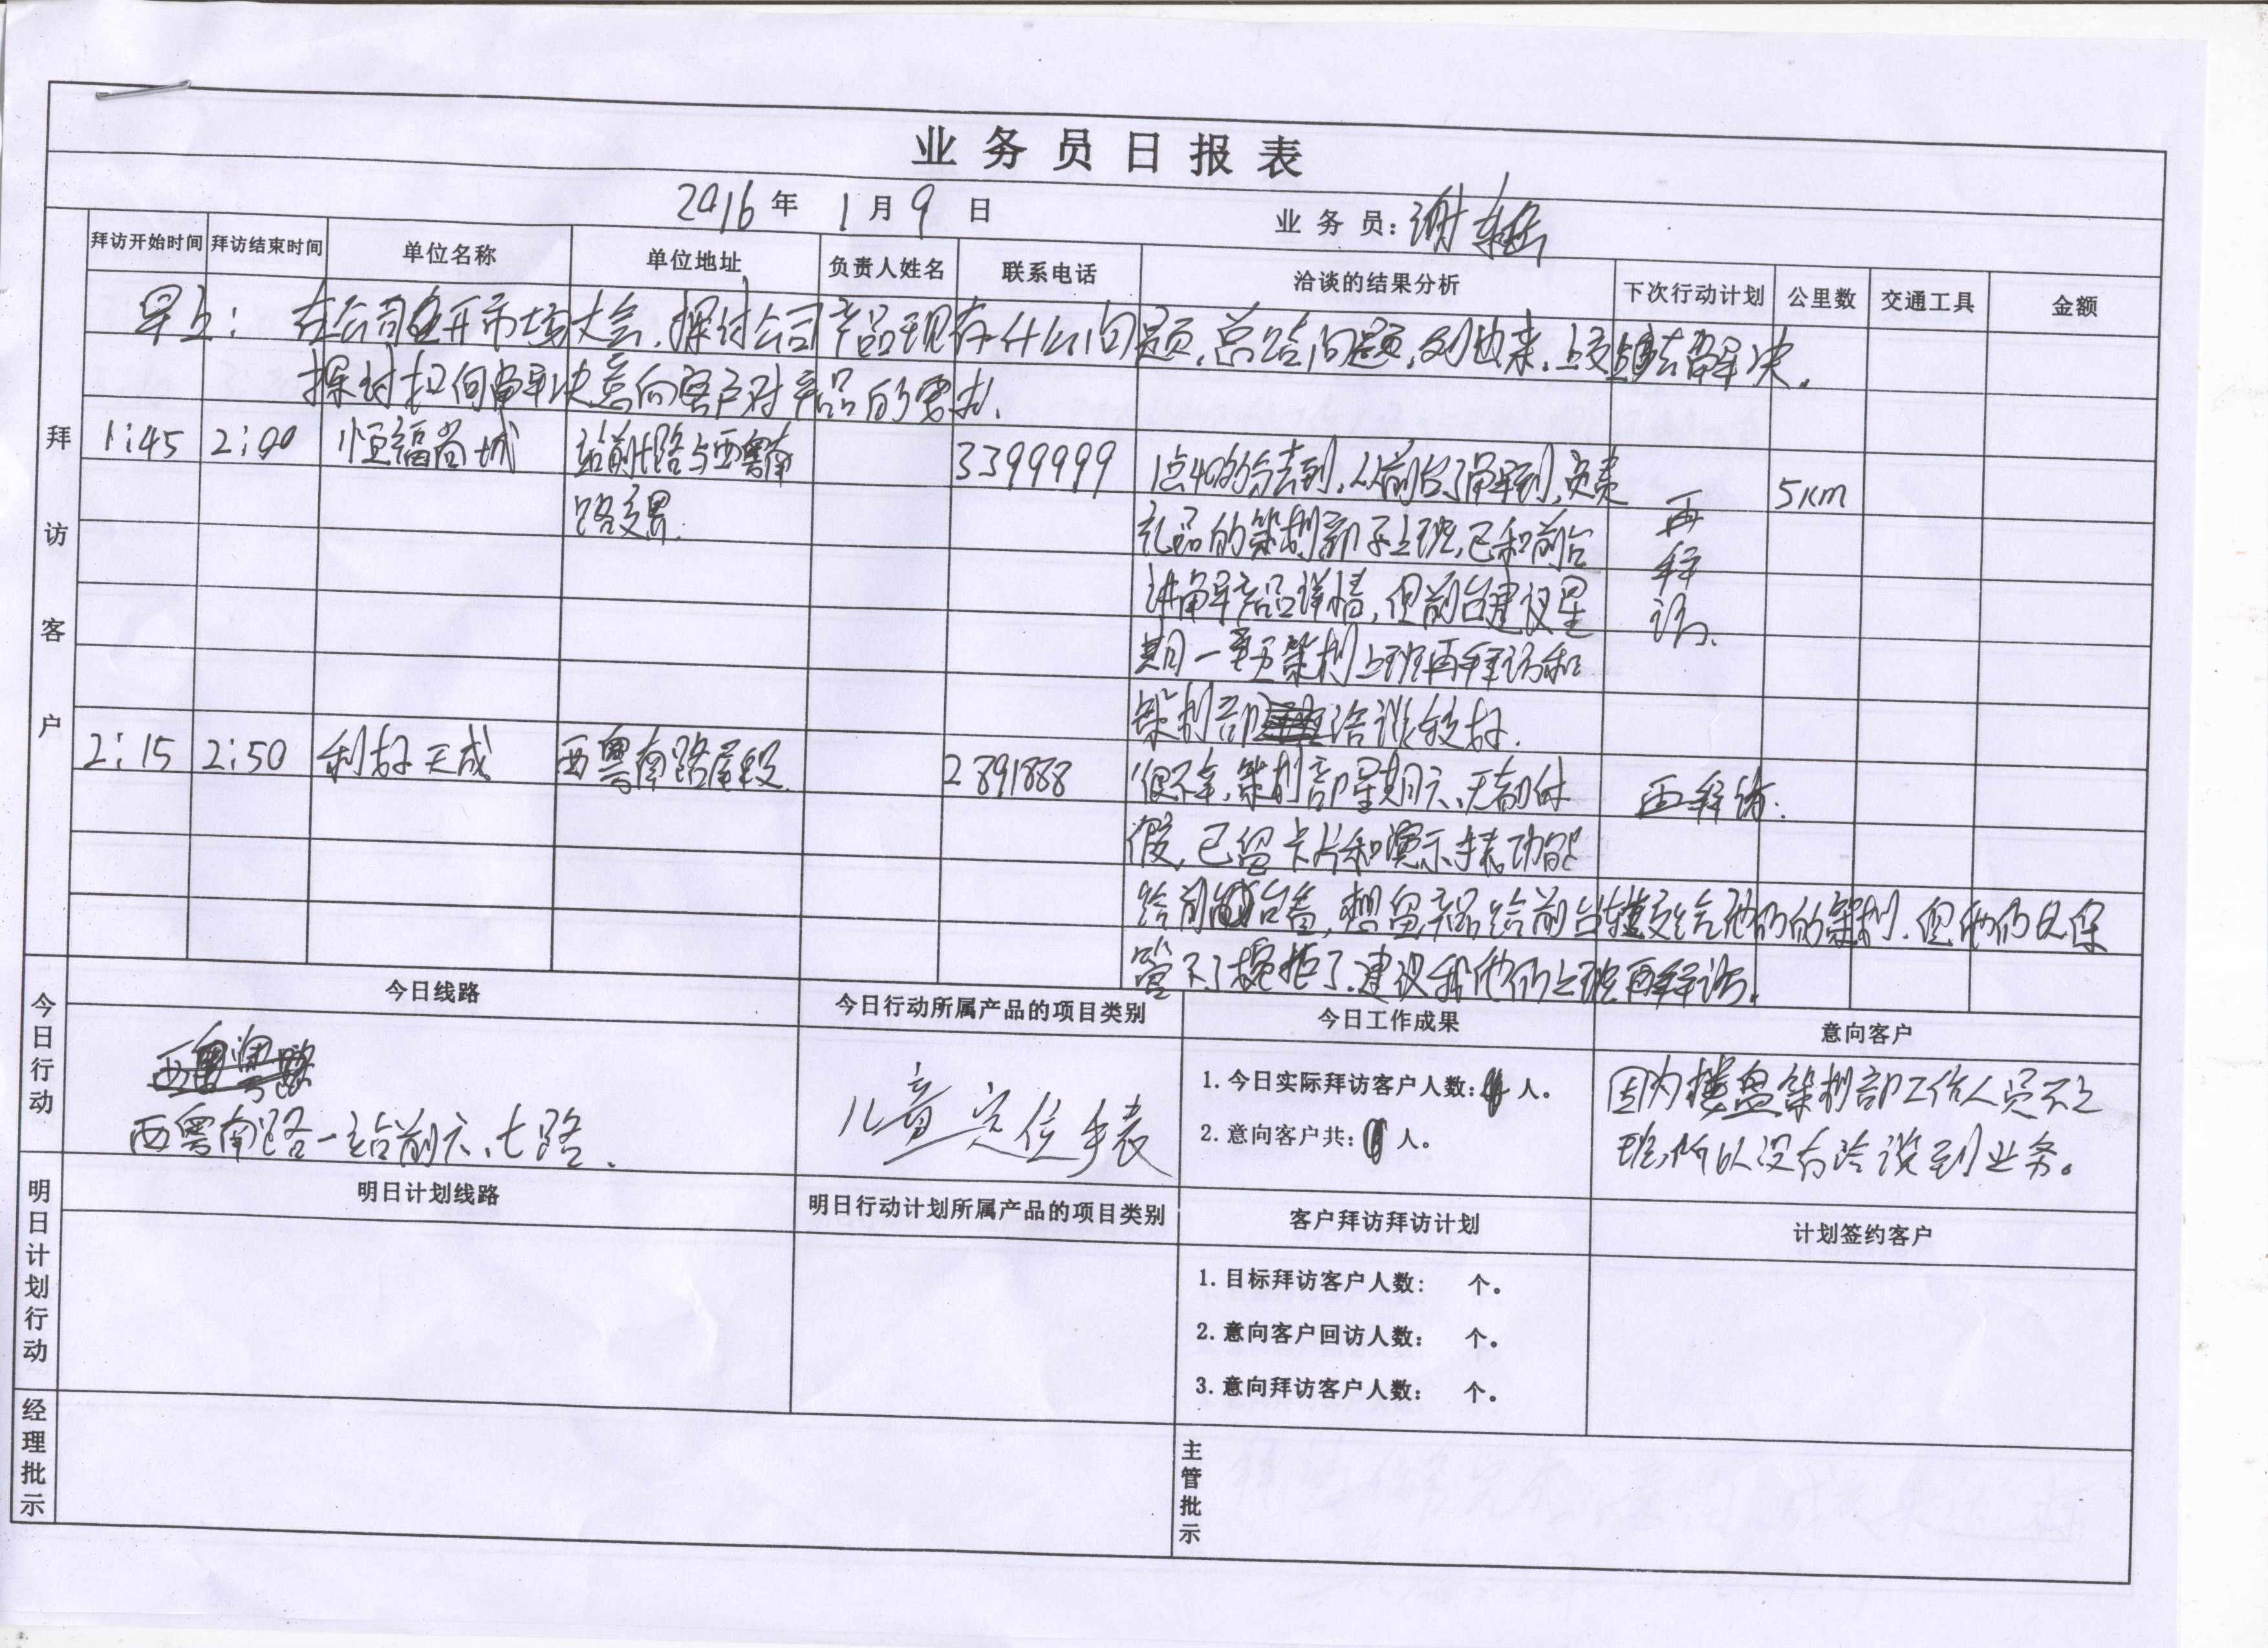 业务员日报表
2016年 1月9日 业务员:谢
拜访客户
拜访开始时间 拜访结束时间 单位名称 单位地址 负责人姓名 联系电话 洽谈的结果分析 下次行动计划 公里数 交通工具 金额
早上: 在公司召开市场大会,探讨公司产品现存什么问题,总结问题,列出来,上交去解决。
探讨如何解决意向客户对产品的要求、
1:45 2:00 恒福尚城 站前七路与西粤南 3399999 1点40的分去到,从前台了解到,负责 5km
路交界. 礼品的策划部不上班,已和前台 再
讲解产品详情,但前台建议星 拜
期一至五策划上班再拜访和 访.
策划部洽谈较好.
2:15 2:50 利好天成 西粤南路尾段. 2891888 很不幸,策划部星期六、天都休 再拜访.
假,已留卡片和演示手表功能
给前台看,想留产品给前台转交给他们的策划,但他们又保
管不了,婉拒了,建议我他们上班再拜访。
今日行动
今日线路 今日行动所属产品的项目类别 今日工作成果 意向客户
西粤南路-站前六、七路. 儿童定位手表 1.今日实际拜访客户人数: 人。 因为楼盘策划部工作人员不上
2.意向客户共: 人。 班,所以没有洽谈到业务。
明日计划行动
明日计划线路 明日行动计划所属产品的项目类别 客户拜访拜访计划 计划签约客户
1.目标拜访客户人数: 个。
2.意向客户回访人数: 个。
3.意向拜访客户人数: 个。
经理批示 主管批示